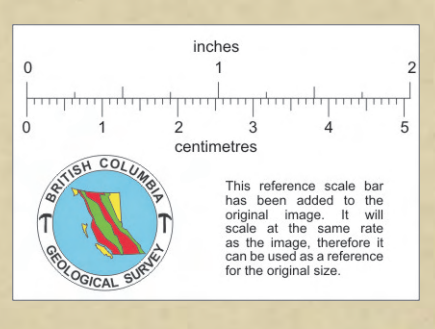 inches
0 1 2
0 1 2 3 4 5
centimetres
BRITISH COLUMBIA
GEOLOGICAL SURVEY
This reference scale bar
has been added to the
original image. It will
scale at the same rate
as the image, therefore it
can be used as a reference
for the original size.